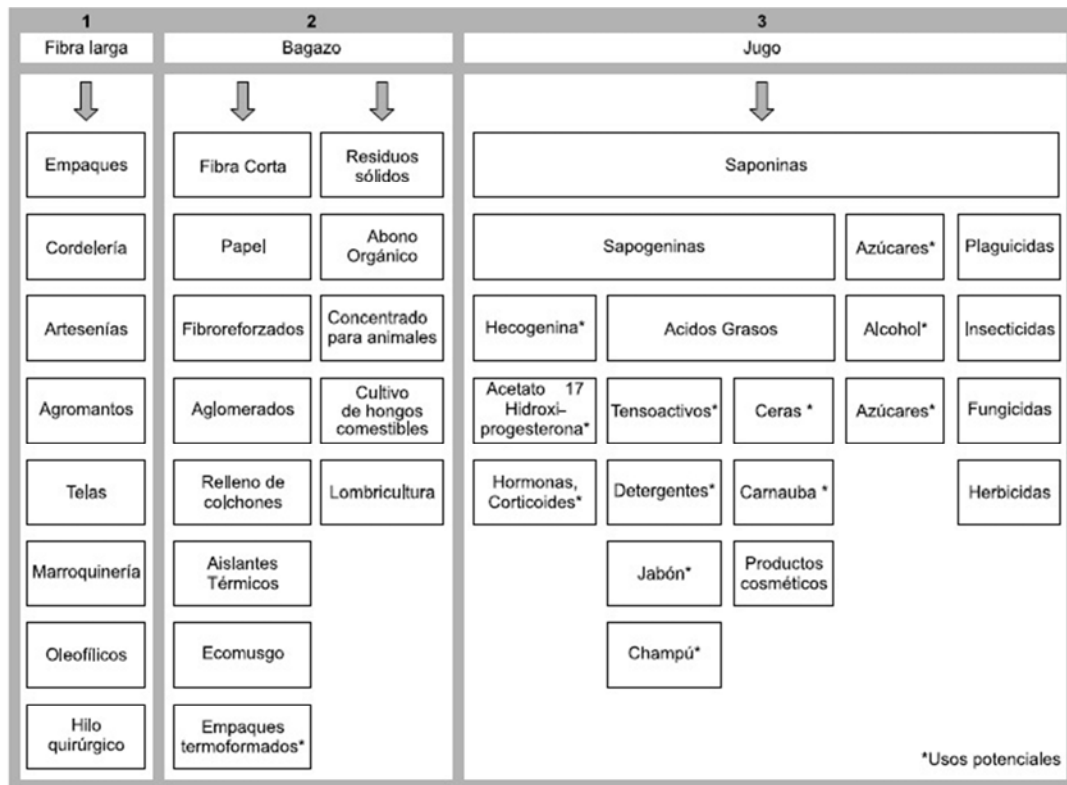 1
Fibra larga
Empaques
Cordelería
Artesenías
Agromantos
Telas
Marroquinería
Oleofílicos
Hilo
quirúrgico
2
Bagazo
Fibra Corta
Papel
Fibroreforzados
Aglomerados
Relleno de
colchones
Aislantes
Térmicos
Ecomusgo
Empaques
termoformados*
Residuos
sólidos
Abono
Orgánico
Concentrado
para animales
Cultivo
de hongos
comestibles
Lombricultura
3
Jugo
Saponinas
Sapogeninas
Hecogenina*
Acetato 17
Hidroxi–
progesterona*
Hormonas,
Corticoides*
Acidos Grasos
Tensoactivos*
Detergentes*
Jabón*
Champú*
Ceras *
Carnauba *
Productos
cosméticos
Azúcares*
Alcohol*
Azúcares*
Plaguicidas
Insecticidas
Fungicidas
Herbicidas
*Usos potenciales